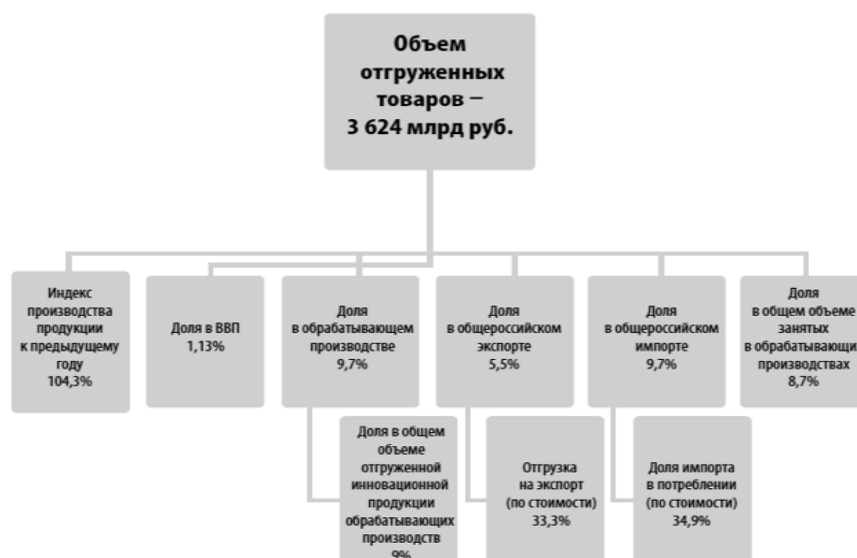 Объем
отгруженных
товаров –
3 624 млрд руб.
Индекс
производства
продукции
к предыдущему
году
104,3%
Доля в ВВП
1,13%
Доля
в обрабатывающем
производстве
9,7%
Доля
в общероссийском
экспорте
5,5%
Доля
в общероссийском
импорте
9,7%
Доля
в общем объеме
занятых
в обрабатывающи
производствах
8,7%
Доля в общем
объеме
отгруженной
инновационной
продукции
обрабатывающих
производств
9%
Отгрузка
на экспорт
(по стоимости)
33,3%
Доля импорта
в потреблении
(по стоимости)
34,9%